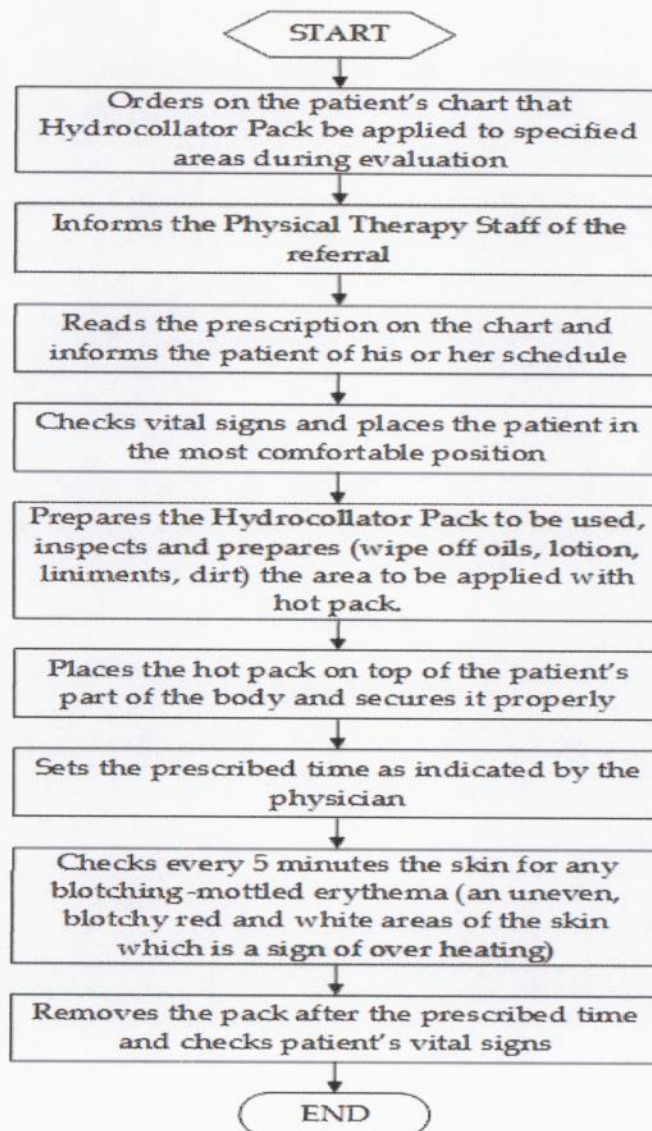 START
Orders on the patient's chart that
Hydrocollator Pack be applied to specified
areas during evaluation
Informs the Physical Therapy Staff of the
referral
Reads the prescription on the chart and
informs the patient of his or her schedule
Checks vital signs and places the patient in
the most comfortable position
Prepares the Hydrocollator Pack to be used,
inspects and prepares (wipe off oils, lotion,
liniments, dirt) the area to be applied with
hot pack.
Places the hot pack on top of the patient's
part of the body and secures it properly
Sets the prescribed time as indicated by the
physician
Checks every 5 minutes the skin for any
blotching-mottled erythema (an uneven,
blotchy red and white areas of the skin
which is a sign of over heating)
Removes the pack after the prescribed time
and checks patient's vital signs
END